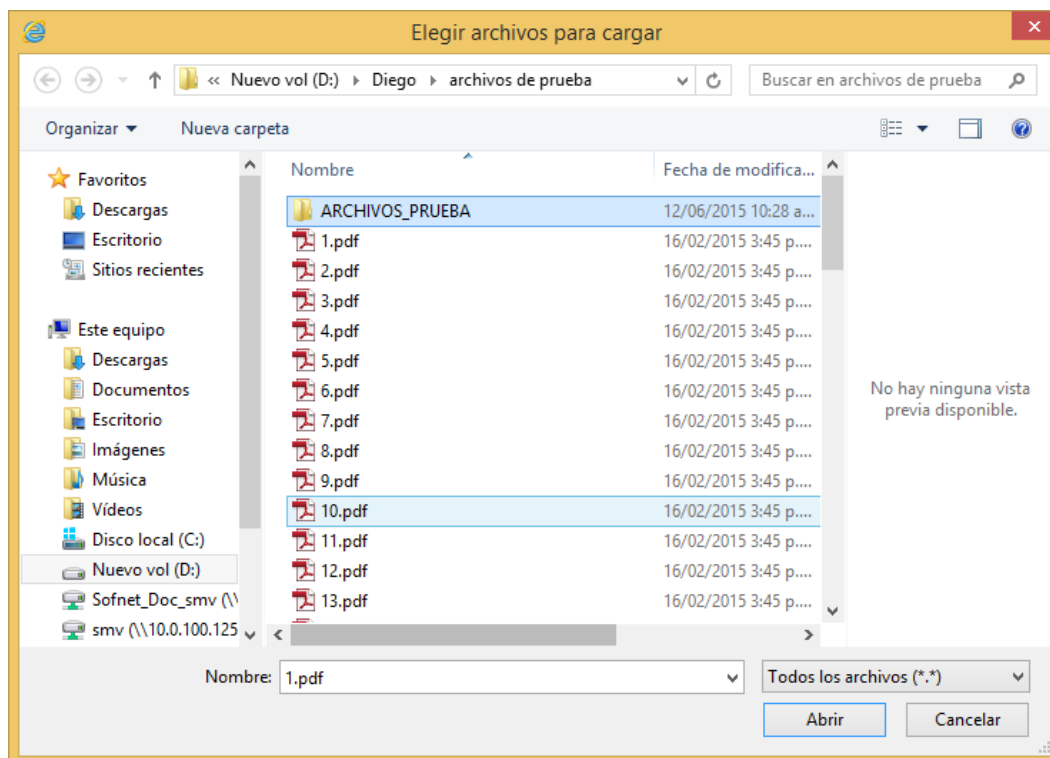 Elegir archivos para cargar
« Nuevo vol (D:) Diego archivos de prueba Buscar en archivos de prueba
Organizar Nueva carpeta
Favoritos
Descargas
Escritorio
Sitios recientes
Este equipo
Descargas
Documentos
Escritorio
Imágenes
Música
Vídeos
Disco local (C:)
Nuevo vol (D:)
Sofnet_Doc_smv (\\
smv (\\10.0.100.125
Nombre Fecha de modifica...
ARCHIVOS_PRUEBA 12/06/2015 10:28 a...
1.pdf 16/02/2015 3:45 p....
2.pdf 16/02/2015 3:45 p....
3.pdf 16/02/2015 3:45 p....
4.pdf 16/02/2015 3:45 p....
5.pdf 16/02/2015 3:45 p....
6.pdf 16/02/2015 3:45 p....
7.pdf 16/02/2015 3:45 p....
8.pdf 16/02/2015 3:45 p....
9.pdf 16/02/2015 3:45 p....
10.pdf 16/02/2015 3:45 p....
11.pdf 16/02/2015 3:45 p....
12.pdf 16/02/2015 3:45 p....
13.pdf 16/02/2015 3:45 p....
No hay ninguna vista
previa disponible.
Nombre: 1.pdf Todos los archivos (*.*)
Abrir Cancelar